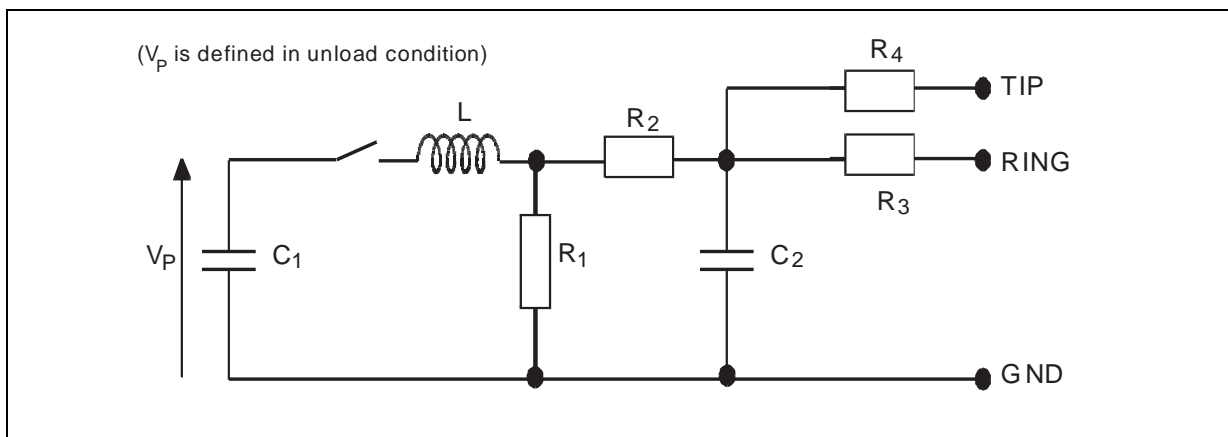 (VP is defined in unload condition)
R4
TIP
L
R2
RING
R3
VP
C1
R1
C2
GND